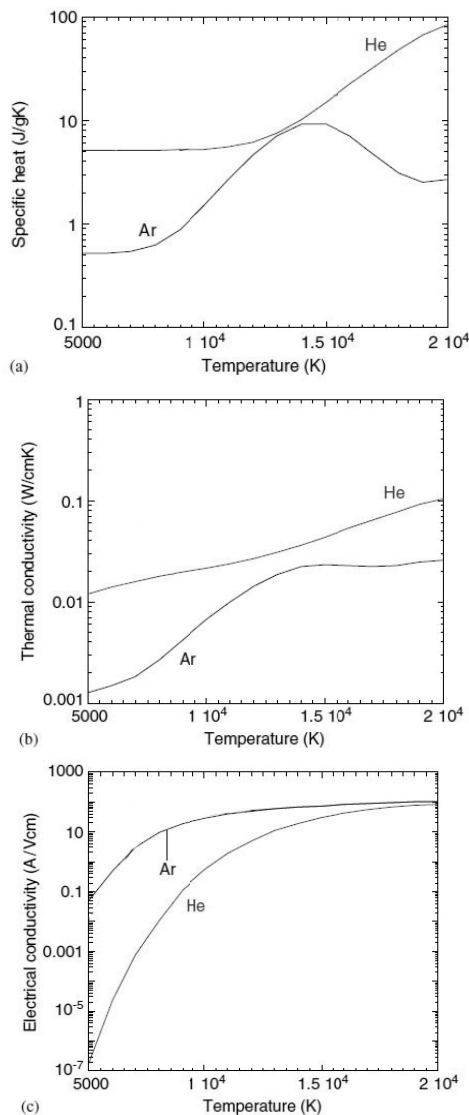 100
He
10
Specific heat (J/gK)
1
Ar
0.1
5000
1 10⁴
1.5 10⁴
2 10⁴
(a)
Temperature (K)
1
Thermal conductivity (W/cmK)
He
0.1
0.01
Ar
0.001
5000
1 10⁴
1.5 10⁴
2 10⁴
(b)
Temperature (K)
1000
10
Electrical conductivity (A/Vcm)
Ar
0.1
He
0.001
10⁻⁵
10⁻⁷
5000
1 10⁴
1.5 10⁴
2 10⁴
(c)
Temperature (K)